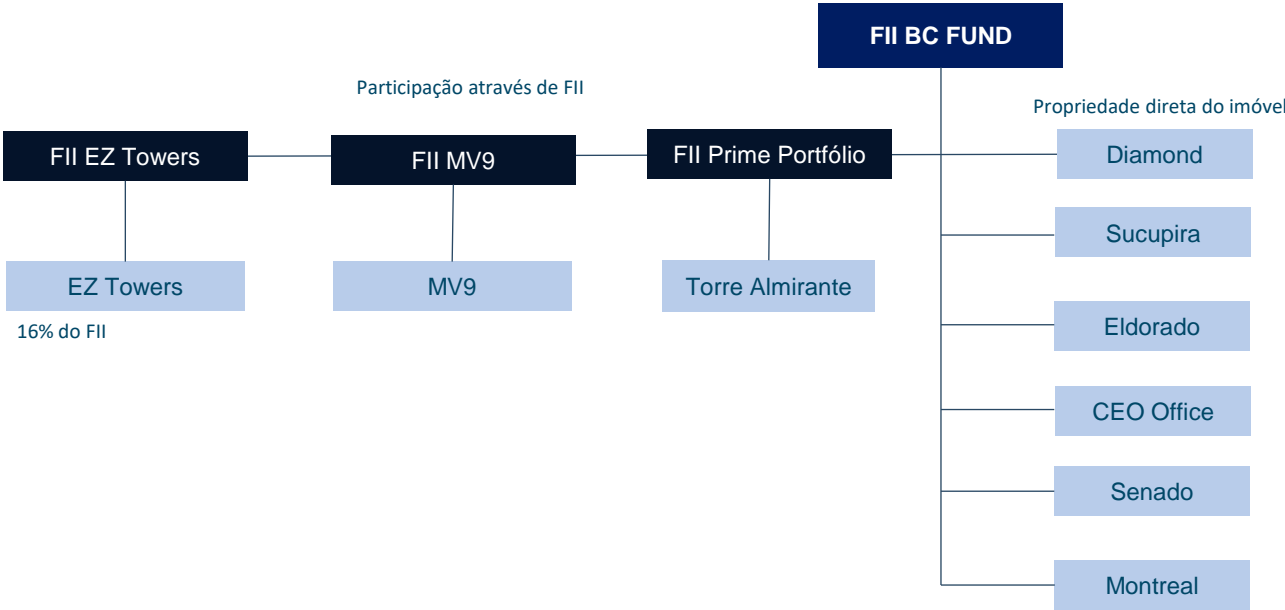 FII BC FUND
Participação através de FII
Propriedade direta do imóvel
FII EZ Towers
FII MV9
FII Prime Portfólio
Diamond
Sucupira
EZ Towers
MV9
Torre Almirante
16% do FII
Eldorado
CEO Office
Senado
Montreal